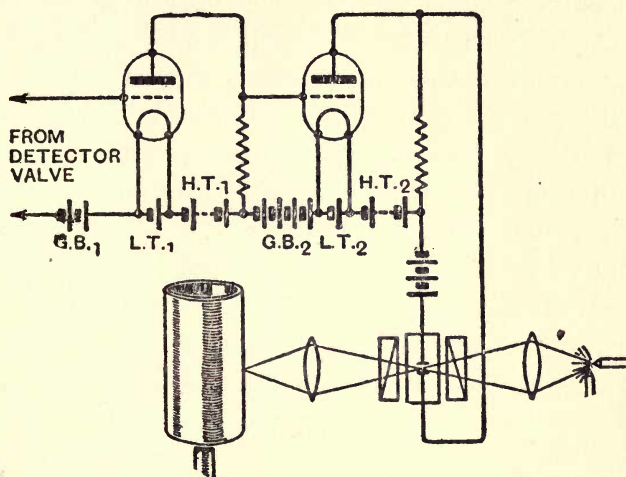 FROM
DETECTOR
VALVE
H.T.1
H.T.2
G.B.1
L.T.1
G.B.2
L.T.2